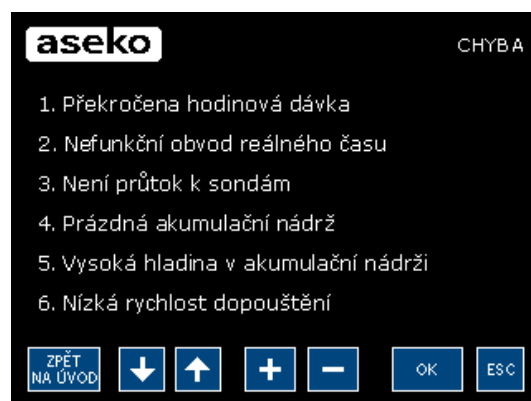 aseko
CHYBA
1. Překročena hodinová dávka
2. Nefunkční obvod reálného času
3. Není průtok k sondám
4. Prázdná akumulační nádrž
5. Vysoká hladina v akumulační nádrži
6. Nízká rychlost dopouštění
ZPĚT
NA ÚVOD
+
−
OK
ESC